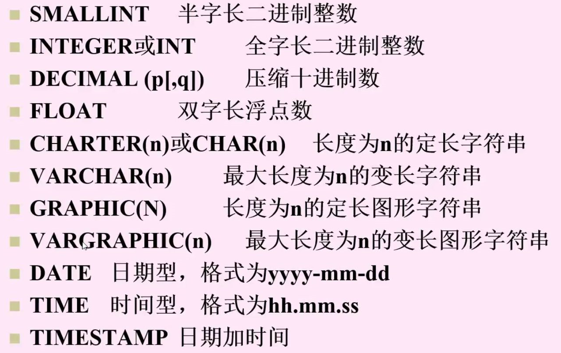 SMALLINT 半字长二进制整数
INTEGER或INT 全字长二进制整数
DECIMAL (p[,q]) 压缩十进制数
FLOAT 双字长浮点数
CHARTER(n)或CHAR(n) 长度为n的定长字符串
VARCHAR(n) 最大长度为n的变长字符串
GRAPHIC(N) 长度为n的定长图形字符串
VARGRAPHIC(n) 最大长度为n的变长图形字符串
DATE 日期型，格式为yyyy-mm-dd
TIME 时间型，格式为hh.mm.ss
TIMESTAMP 日期加时间